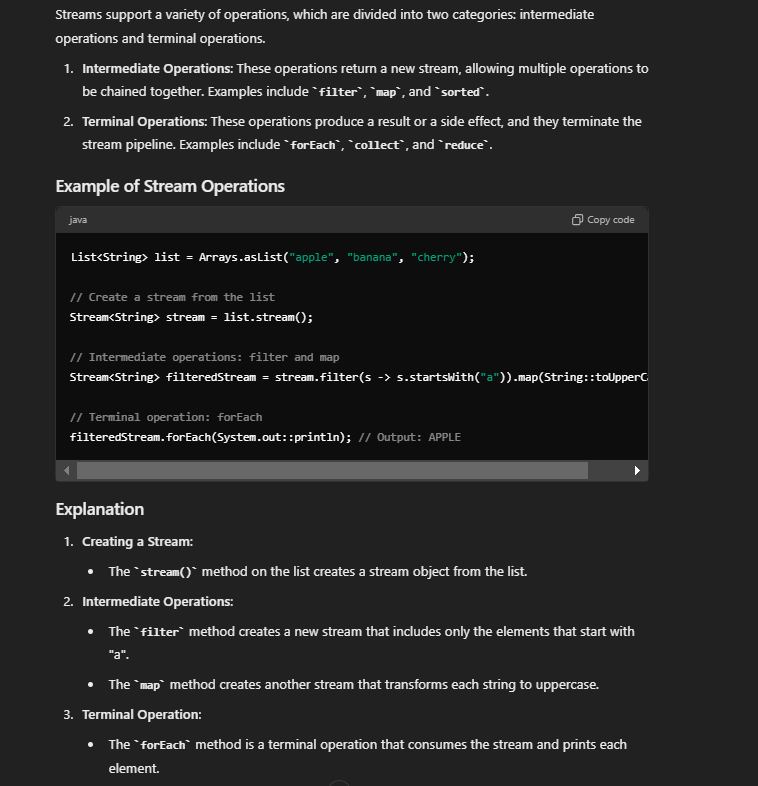 Streams support a variety of operations, which are divided into two categories: intermediate
operations and terminal operations.
1. Intermediate Operations: These operations return a new stream, allowing multiple operations to
be chained together. Examples include `filter`, `map`, and `sorted`.
2. Terminal Operations: These operations produce a result or a side effect, and they terminate the
stream pipeline. Examples include `forEach`, `collect`, and `reduce`.
Example of Stream Operations
java
Copy code
List<String> list = Arrays.asList("apple", "banana", "cherry");
// Create a stream from the list
Stream<String> stream = list.stream();
// Intermediate operations: filter and map
Stream<String> filteredStream = stream.filter(s -> s.startsWith("a")).map(String::toUpperC
// Terminal operation: forEach
filteredStream.forEach(System.out::println); // Output: APPLE
Explanation
1. Creating a Stream:
• The `stream()` method on the list creates a stream object from the list.
2. Intermediate Operations:
• The `filter` method creates a new stream that includes only the elements that start with
"a".
• The `map` method creates another stream that transforms each string to uppercase.
3. Terminal Operation:
• The `forEach` method is a terminal operation that consumes the stream and prints each
element.